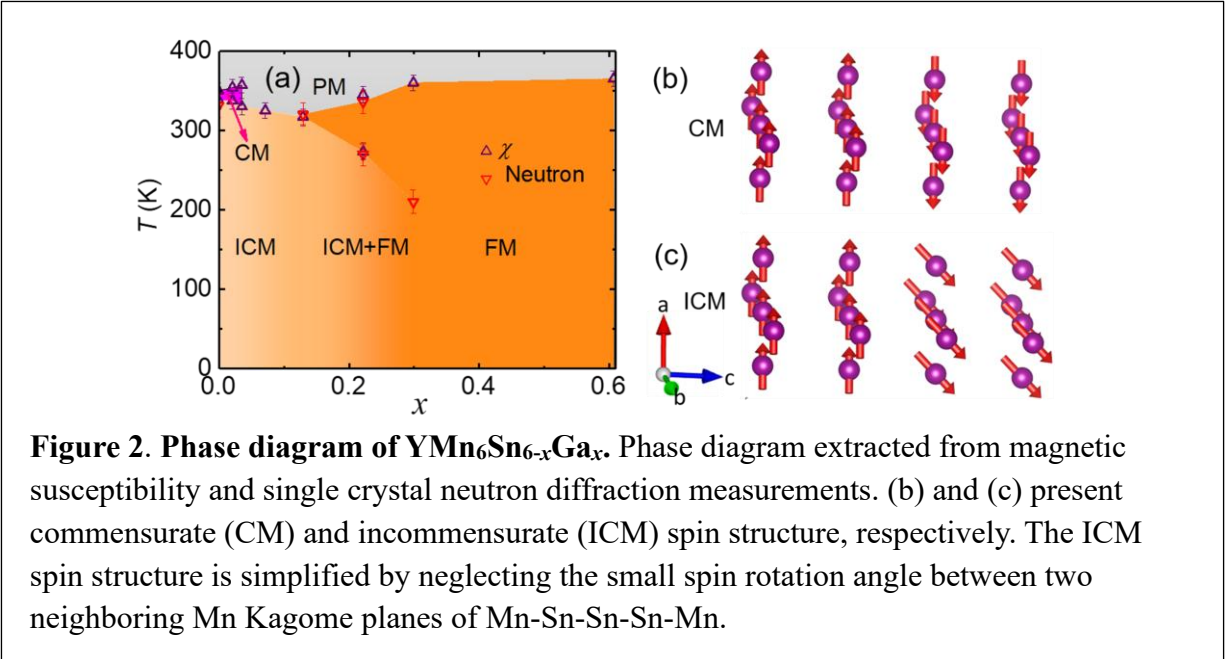 400
300
200
100
0
T (K)
(a)
PM
CM
χ
Neutron
ICM
ICM+FM
FM
0.0
0.2
0.4
0.6
x
(b)
CM
(c)
ICM
a
c
b
Figure 2. Phase diagram of YMn₆Sn₆₋ₓGaₓ. Phase diagram extracted from magnetic
susceptibility and single crystal neutron diffraction measurements. (b) and (c) present
commensurate (CM) and incommensurate (ICM) spin structure, respectively. The ICM
spin structure is simplified by neglecting the small spin rotation angle between two
neighboring Mn Kagome planes of Mn-Sn-Sn-Sn-Mn.